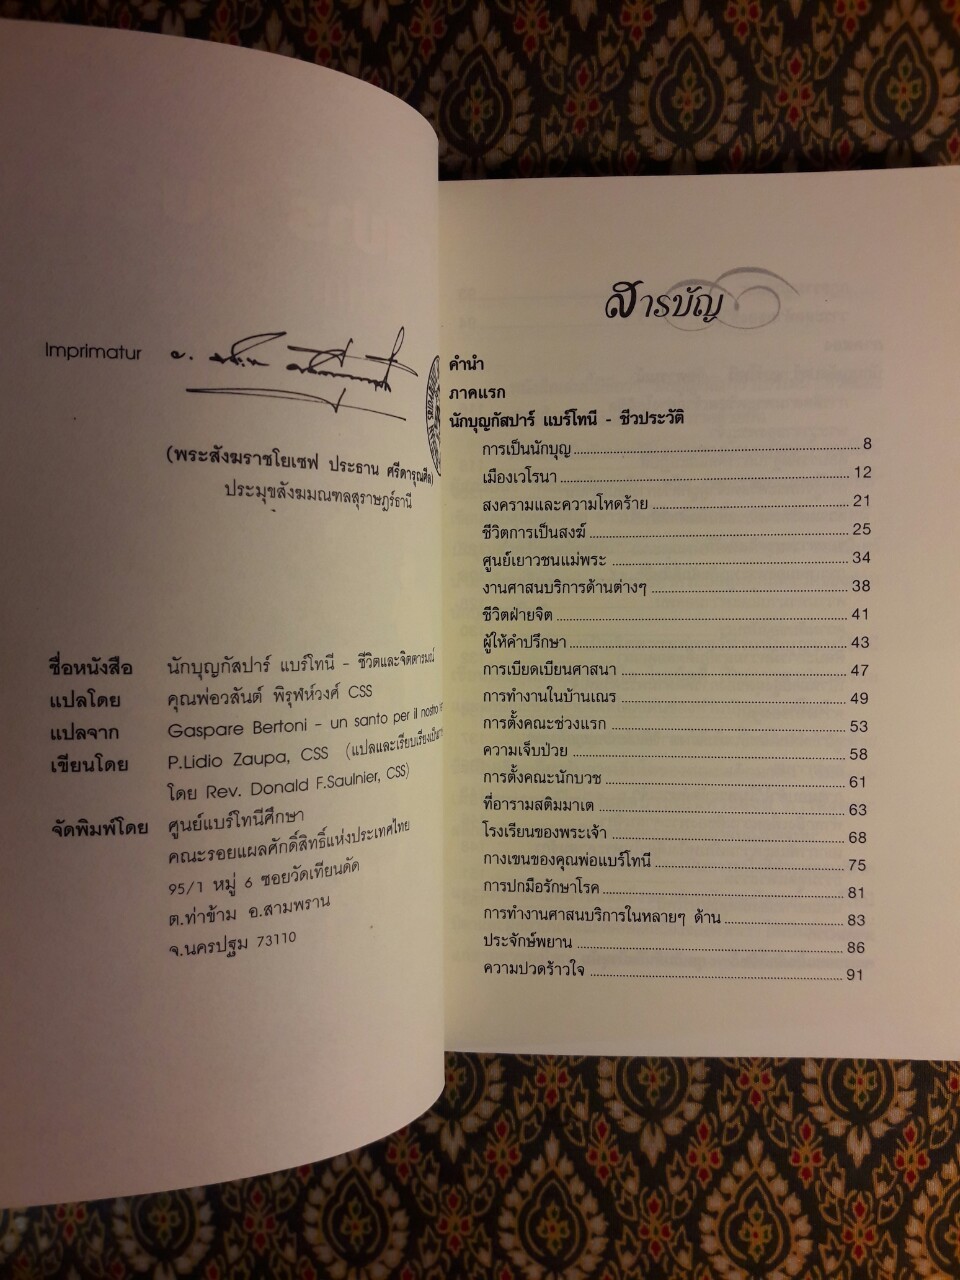 Imprimatur
(พระสังฆราชโยเซฟ ประธาน ศรีดารุณศีล)
ประมุขสังฆมณฑลสุราษฎร์ธานี
ชื่อหนังสือ นักบุญกัสปาร์ แบร์โทนี - ชีวิตและจิตตารมณ์
แปลโดย คุณพ่อวสันต์ พิรุฬห์วงศ์ CSS
แปลจาก Gaspare Bertoni - un santo per il nostro
เขียนโดย P.Lidio Zaupa, CSS (แปลและเรียบเรียงเป็น
โดย Rev. Donald F.Saulnier, CSS)
จัดพิมพ์โดย ศูนย์แบร์โทนีศึกษา
คณะรอยแผลศักดิ์สิทธิ์แห่งประเทศไทย
95/1 หมู่ 6 ซอยวัดเทียนดัด
ต.ท่าข้าม อ.สามพราน
จ.นครปฐม 73110
สารบัญ
คำนำ
ภาคแรก
นักบุญกัสปาร์ แบร์โทนี - ชีวประวัติ
การเป็นนักบุญ 8
เมืองเวโรนา 12
สงครามและความโหดร้าย 21
ชีวิตการเป็นสงฆ์ 25
ศูนย์เยาวชนแม่พระ 34
งานศาสนบริการด้านต่างๆ 38
ชีวิตฝ่ายจิต 41
ผู้ให้คำปรึกษา 43
การเบียดเบียนศาสนา 47
การทำงานในบ้านเณร 49
การตั้งคณะช่วงแรก 53
ความเจ็บป่วย 58
การตั้งคณะนักบวช 61
ที่อารามสติมมาเต 63
โรงเรียนของพระเจ้า 68
กางเขนของคุณพ่อแบร์โทนี 75
การปกมือรักษาโรค 81
การทำงานศาสนบริการในหลายๆ ด้าน 83
ประจักษ์พยาน 86
ความปวดร้าวใจ 91